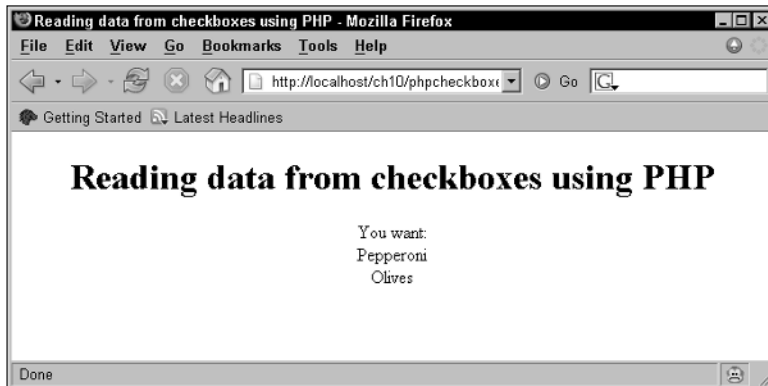 Reading data from checkboxes using PHP - Mozilla Firefox
File Edit View Go Bookmarks Tools Help
http://localhost/ch10/phpcheckboxe Go G
Getting Started Latest Headlines
Reading data from checkboxes using PHP
You want:
Pepperoni
Olives
Done